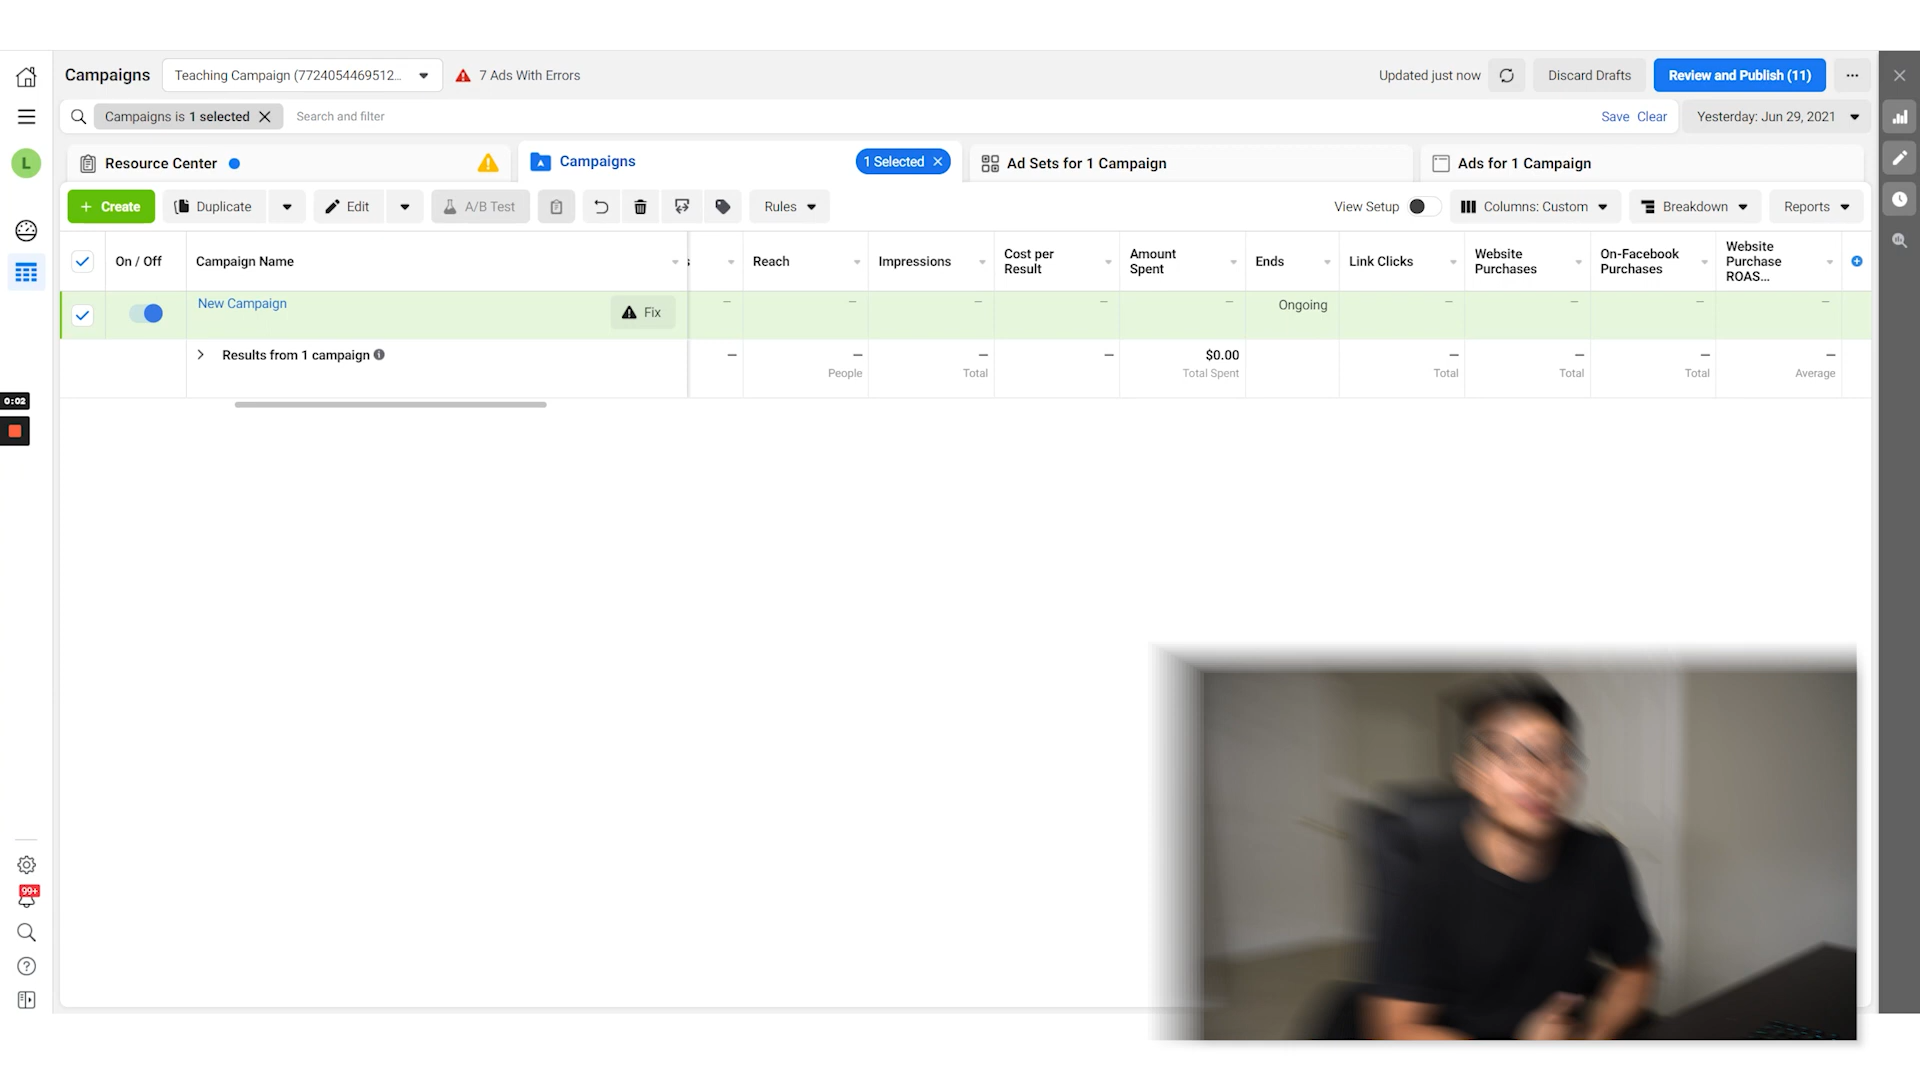 Campaigns
Teaching Campaign (7724054469512...
7 Ads With Errors
Updated just now
Discard Drafts
Review and Publish (11)
Campaigns is 1 selected
Search and filter
Save
Clear
Yesterday: Jun 29, 2021
L
Resource Center
Campaigns
1 Selected
Ad Sets for 1 Campaign
Ads for 1 Campaign
+ Create
Duplicate
Edit
A/B Test
Rules
View Setup
Columns: Custom
Breakdown
Reports
On / Off
Campaign Name
s
Reach
Impressions
Cost per
Result
Amount
Spent
Ends
Link Clicks
Website
Purchases
On-Facebook
Purchases
Website
Purchase
ROAS...
New Campaign
Fix
—
—
—
—
—
Ongoing
—
—
—
—
Results from 1 campaign
—
—
People
—
Total
—
$0.00
Total Spent
—
Total
—
Total
—
Total
—
Average
0:02
99+